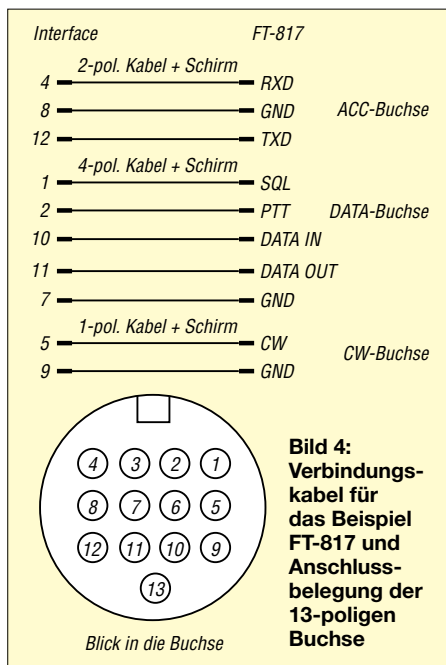 Interface FT-817
2-pol. Kabel + Schirm
4 RXD
8 GND ACC-Buchse
12 TXD
4-pol. Kabel + Schirm
1 SQL
2 PTT DATA-Buchse
10 DATA IN
11 DATA OUT
7 GND
1-pol. Kabel + Schirm
5 CW CW-Buchse
9 GND
4 3 2 1
8 7 6 5
12 11 10 9
13
Blick in die Buchse
Bild 4:
Verbindungs-
kabel für
das Beispiel
FT-817 und
Anschluss-
belegung der
13-poligen
Buchse